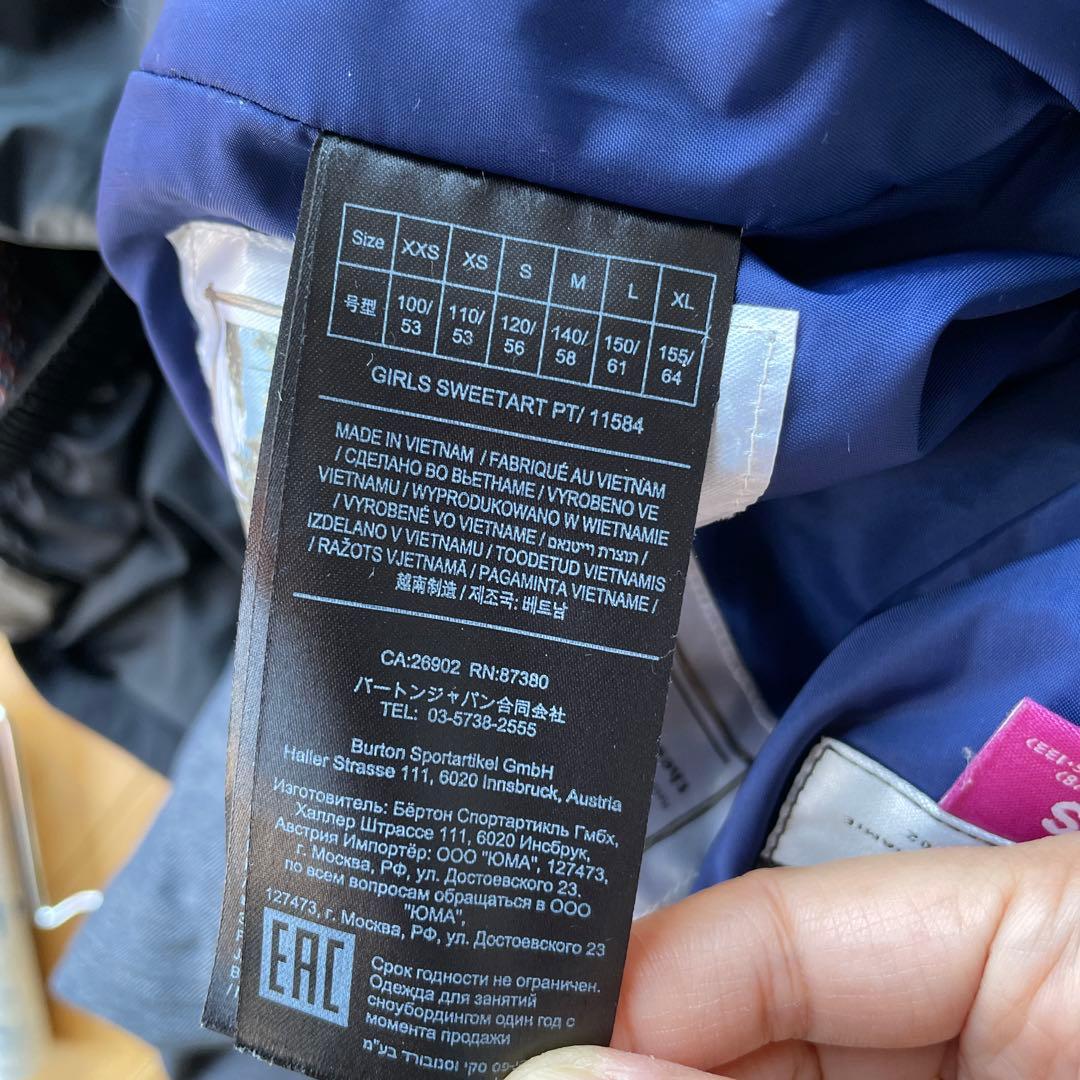 Size XXS XS S M L XL
号型 100/53 110/53 120/56 140/58 150/61 155/64
GIRLS SWEETART PT/ 11584
MADE IN VIETNAM / FABRIQUÉ AU VIETNAM
/ СДЕЛАНО ВО ВЬЕТНАМЕ / VYROBENO VE
VIETNAMU / WYPRODUKOWANO W WIETNAMIE
/ VYROBENÉ VO VIETNAME / תוצרת וייטנאם /
IZDELANO V VIETNAMU / TOODETUD VIETNAMIS
/ RAŽOTS VJETNAMĀ / PAGAMINTA VIETNAME /
越南制造 / 제조국: 베트남
CA:26902 RN:87380
バートンジャパン合同会社
TEL: 03-5738-2555
Burton Sportartikel GmbH
Haller Strasse 111, 6020 Innsbruck, Austria
Изготовитель: Бёртон Спортартикль Гмбх,
Халлер Штрассе 111, 6020 Инсбрук,
Австрия Импортёр: ООО "ЮМА", 127473,
г. Москва, РФ, ул. Достоевского 23,
по всем вопросам обращаться в ООО
"ЮМА",
127473, г. Москва, РФ, ул. Достоевского 23
EAC
Срок годности не ограничен.
Одежда для занятий
сноубордингом один год с
момента продажи
סקי וסנובורד בע"מ
S